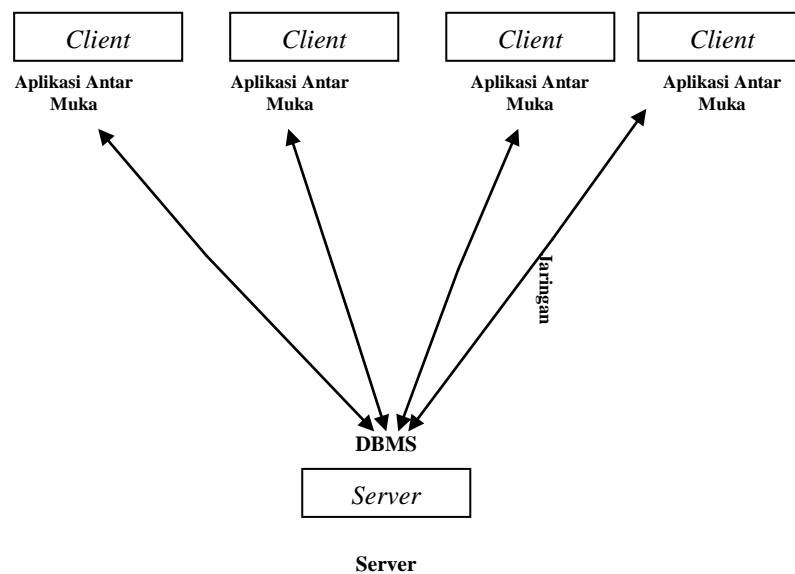 Client
Client
Client
Client
Aplikasi Antar
Muka
Aplikasi Antar
Muka
Aplikasi Antar
Muka
Aplikasi Antar
Muka
Jaringan
DBMS
Server
Server